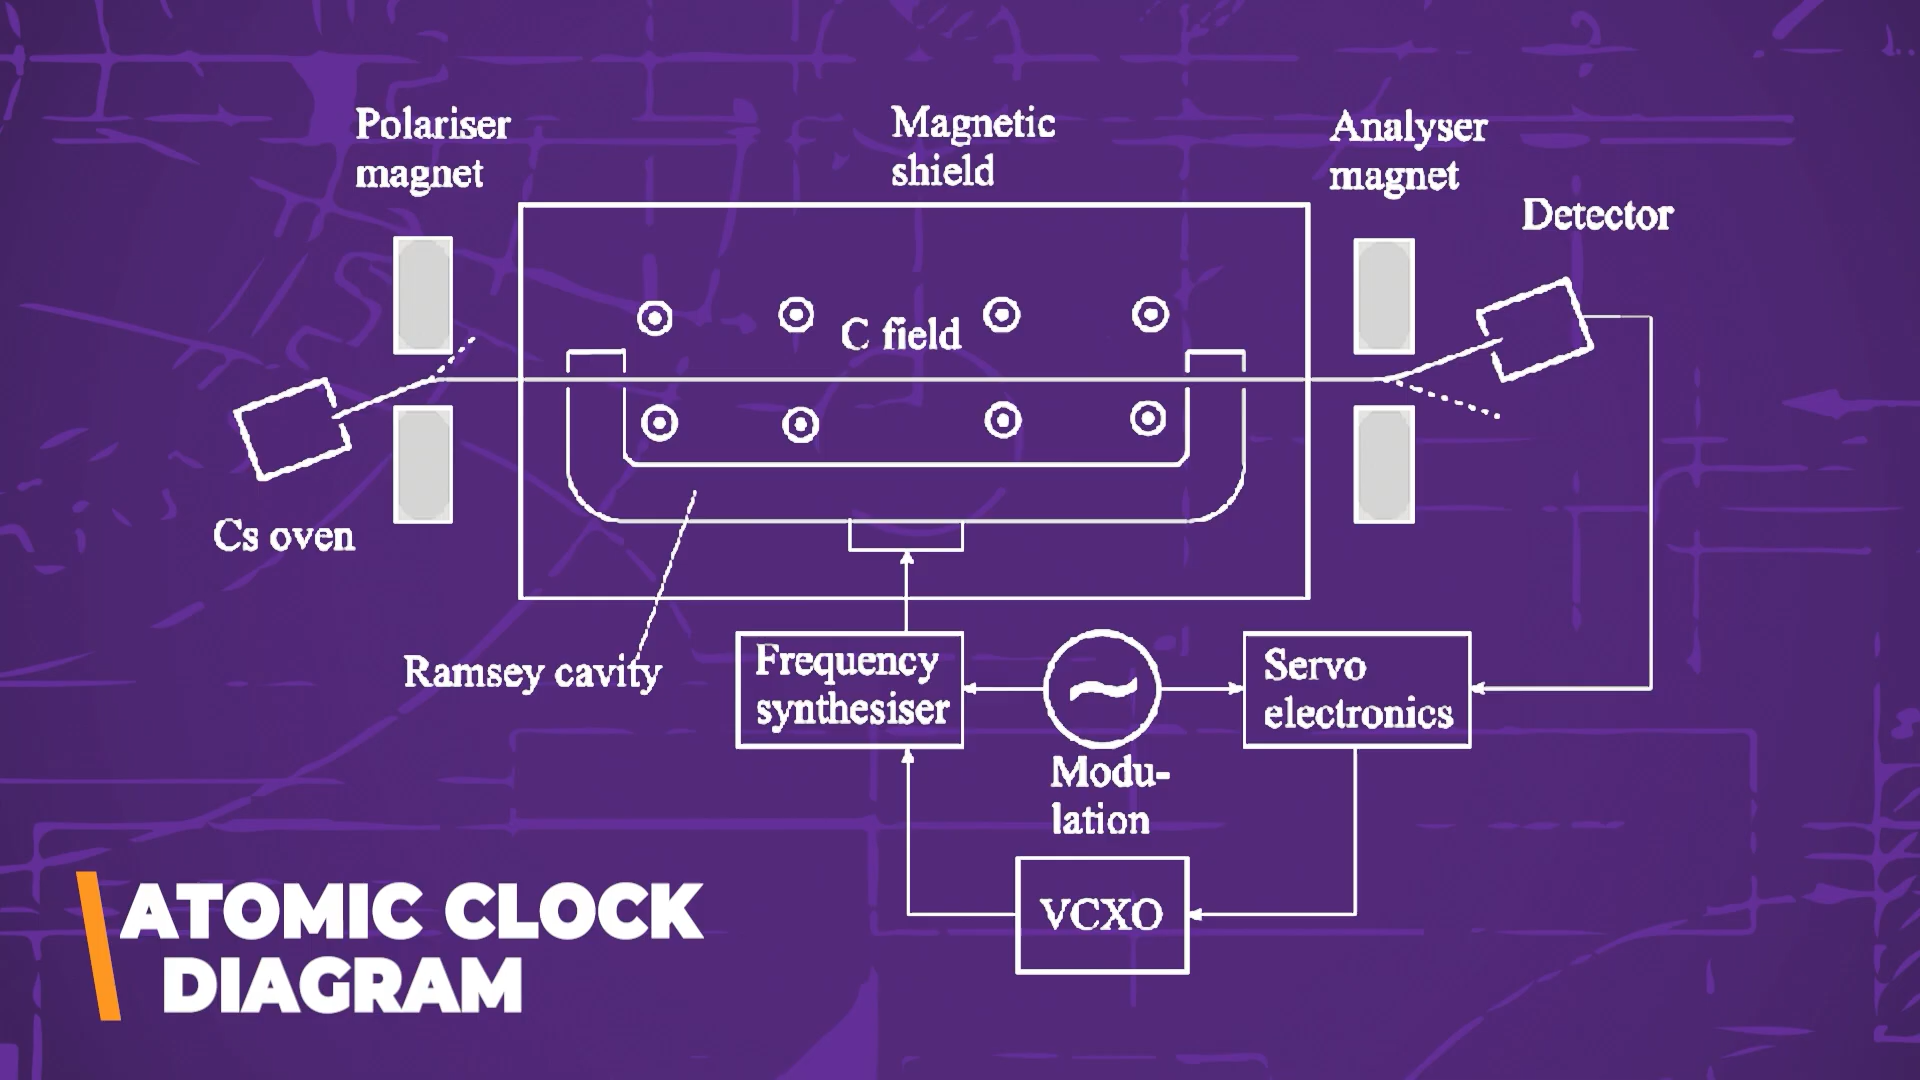 Polariser
magnet
Magnetic
shield
Analyser
magnet
Detector
C field
Cs oven
Ramsey cavity
Frequency
synthesiser
Servo
electronics
Modu-
lation
VCXO
ATOMIC CLOCK
DIAGRAM